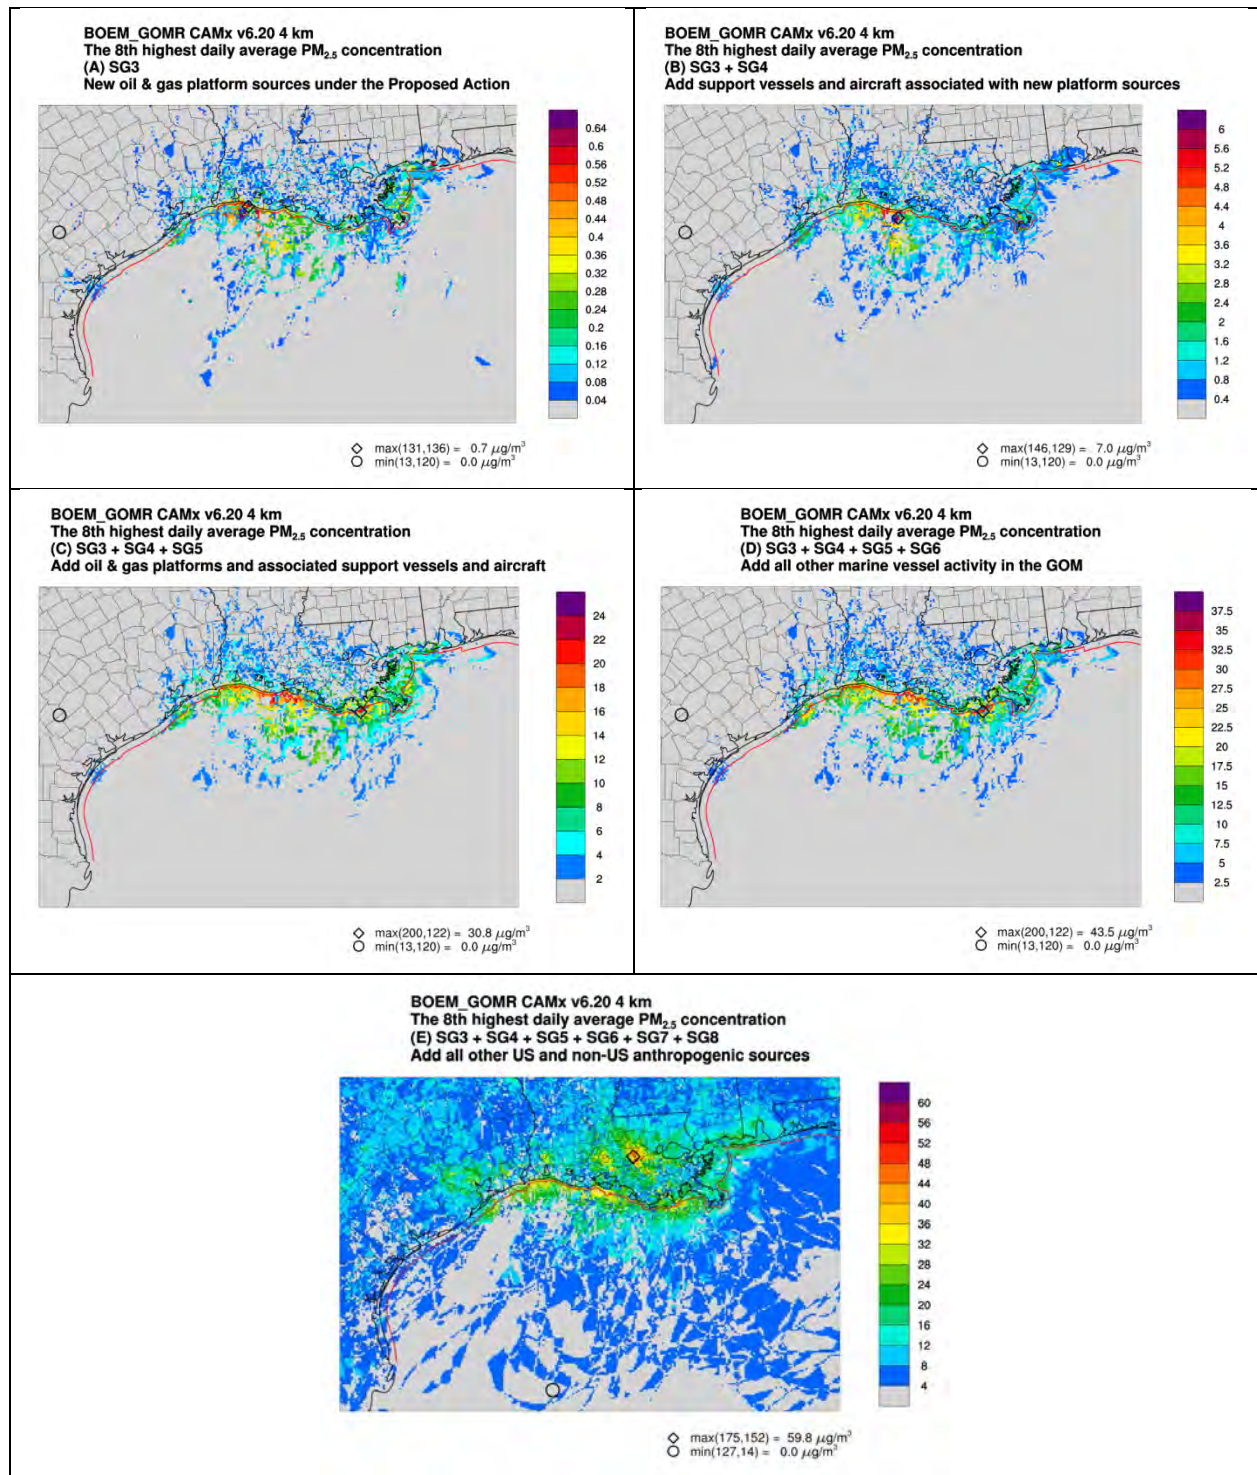 BOEM_GOMR CAMx v6.20 4 km
The 8th highest daily average PM2.5 concentration
(A) SG3
New oil & gas platform sources under the Proposed Action
0.64
0.6
0.56
0.52
0.48
0.44
0.4
0.36
0.32
0.28
0.24
0.2
0.16
0.12
0.08
0.04
max(131,136) = 0.7 μg/m3
min(13,120) = 0.0 μg/m3
BOEM_GOMR CAMx v6.20 4 km
The 8th highest daily average PM2.5 concentration
(B) SG3 + SG4
Add support vessels and aircraft associated with new platform sources
6
5.6
5.2
4.8
4.4
4
3.6
3.2
2.8
2.4
2
1.6
1.2
0.8
0.4
max(146,129) = 7.0 μg/m3
min(13,120) = 0.0 μg/m3
BOEM_GOMR CAMx v6.20 4 km
The 8th highest daily average PM2.5 concentration
(C) SG3 + SG4 + SG5
Add oil & gas platforms and associated support vessels and aircraft
24
22
20
18
16
14
12
10
8
6
4
2
max(200,122) = 30.8 μg/m3
min(13,120) = 0.0 μg/m3
BOEM_GOMR CAMx v6.20 4 km
The 8th highest daily average PM2.5 concentration
(D) SG3 + SG4 + SG5 + SG6
Add all other marine vessel activity in the GOM
37.5
35
32.5
30
27.5
25
22.5
20
17.5
15
12.5
10
7.5
5
2.5
max(200,122) = 43.5 μg/m3
min(13,120) = 0.0 μg/m3
BOEM_GOMR CAMx v6.20 4 km
The 8th highest daily average PM2.5 concentration
(E) SG3 + SG4 + SG5 + SG6 + SG7 + SG8
Add all other US and non-US anthropogenic sources
60
56
52
48
44
40
36
32
28
24
20
16
12
8
4
max(175,152) = 59.8 μg/m3
min(127,14) = 0.0 μg/m3